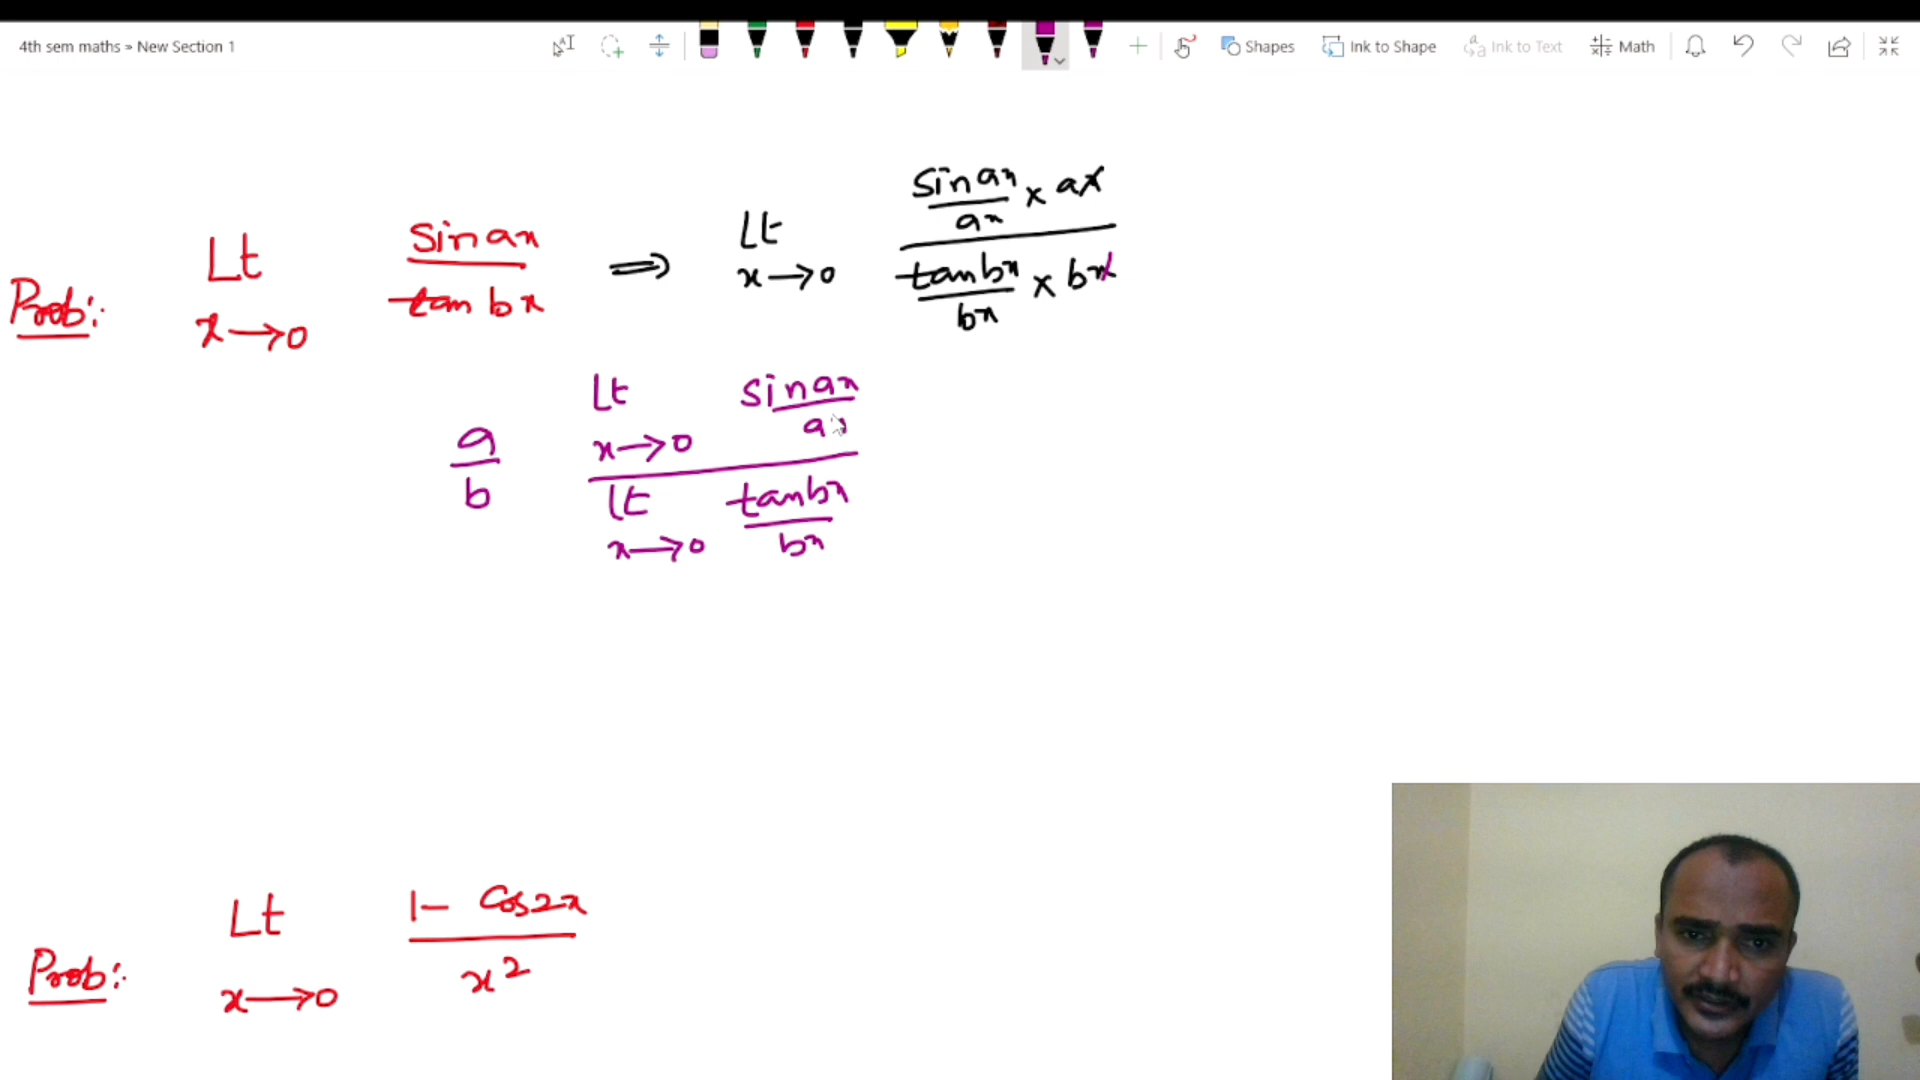 4th sem maths » New Section 1
Shapes Ink to Shape Ink to Text Math
Prob:
Lt x→0 sin ax / tan bx ⇒ Lt x→0 (sin ax / ax × ax) / (tan bx / bx × bx)
a/b Lt x→0 sin ax / ax
Lt x→0 tan bx / bx
Prob:
Lt x→0 1 - Cos2x / x²